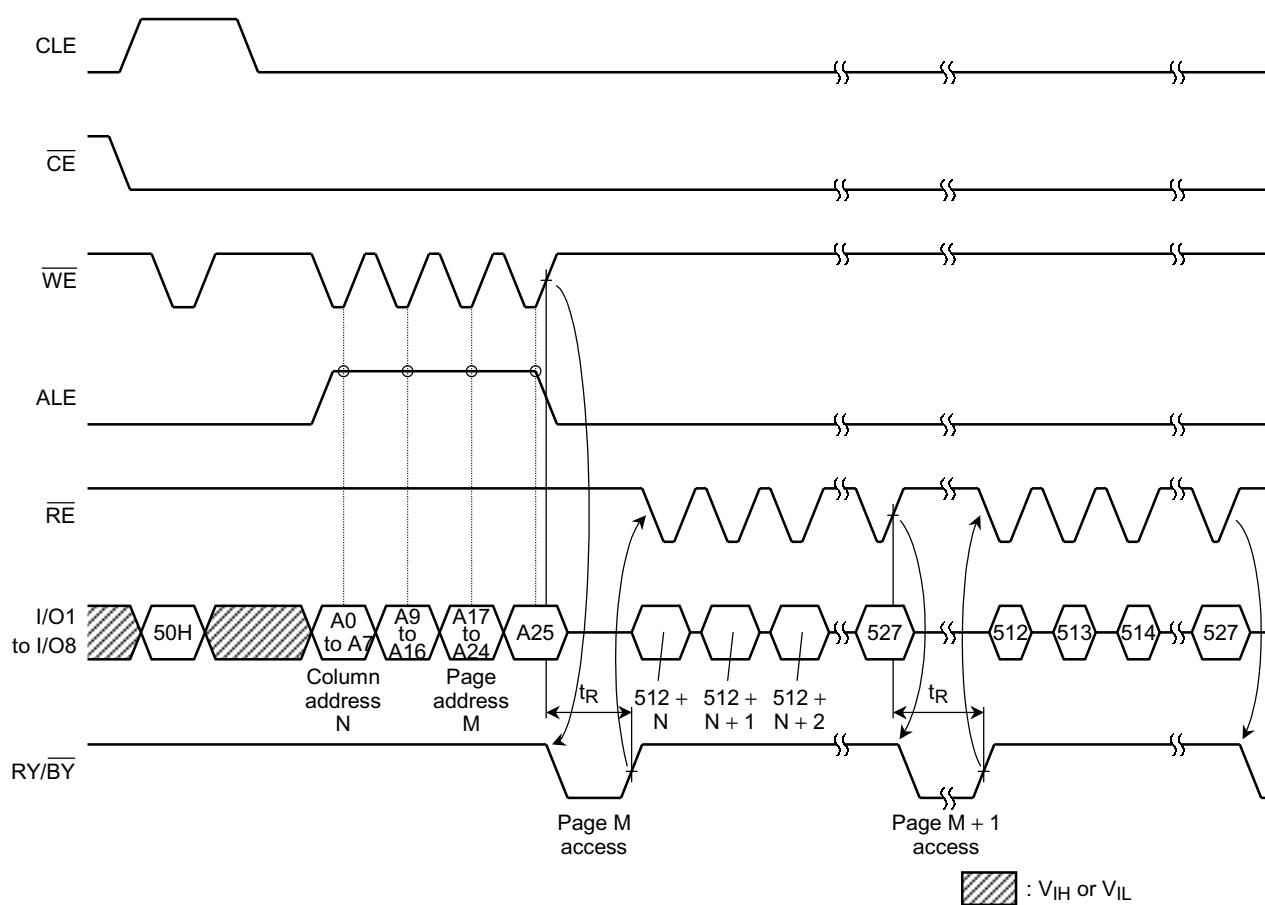 CLE
CE
WE
ALE
RE
I/O1
to I/O8
50H
A0
to A7
A9
to
A16
A17
to
A24
A25
527
512
513
514
527
Column
address
N
Page
address
M
tR
512 +
N
512 +
N + 1
512 +
N + 2
tR
RY/BY
Page M
access
Page M + 1
access
: VIH or VIL